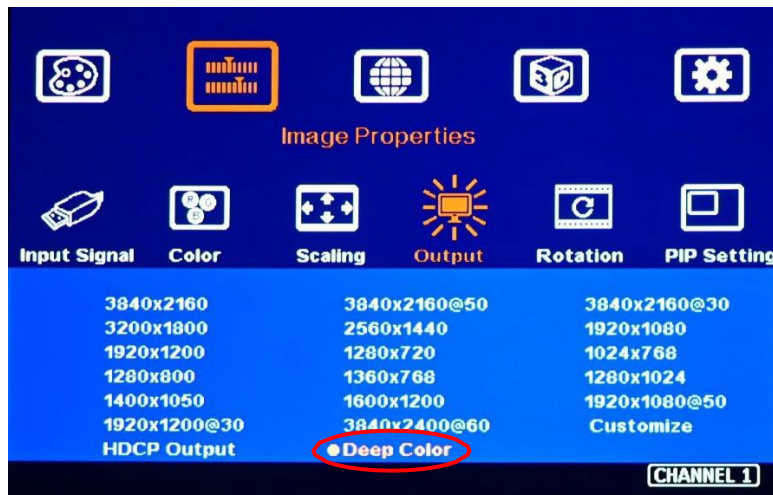 3D
Image Properties
R G
B
Input Signal Color Scaling Output Rotation PIP Setting
3840x2160 3840x2160@50 3840x2160@30
3200x1800 2560x1440 1920x1080
1920x1200 1280x720 1024x768
1280x800 1360x768 1280x1024
1400x1050 1600x1200 1920x1080@50
1920x1200@30 3840x2400@60 Customize
HDCP Output Deep Color
CHANNEL 1